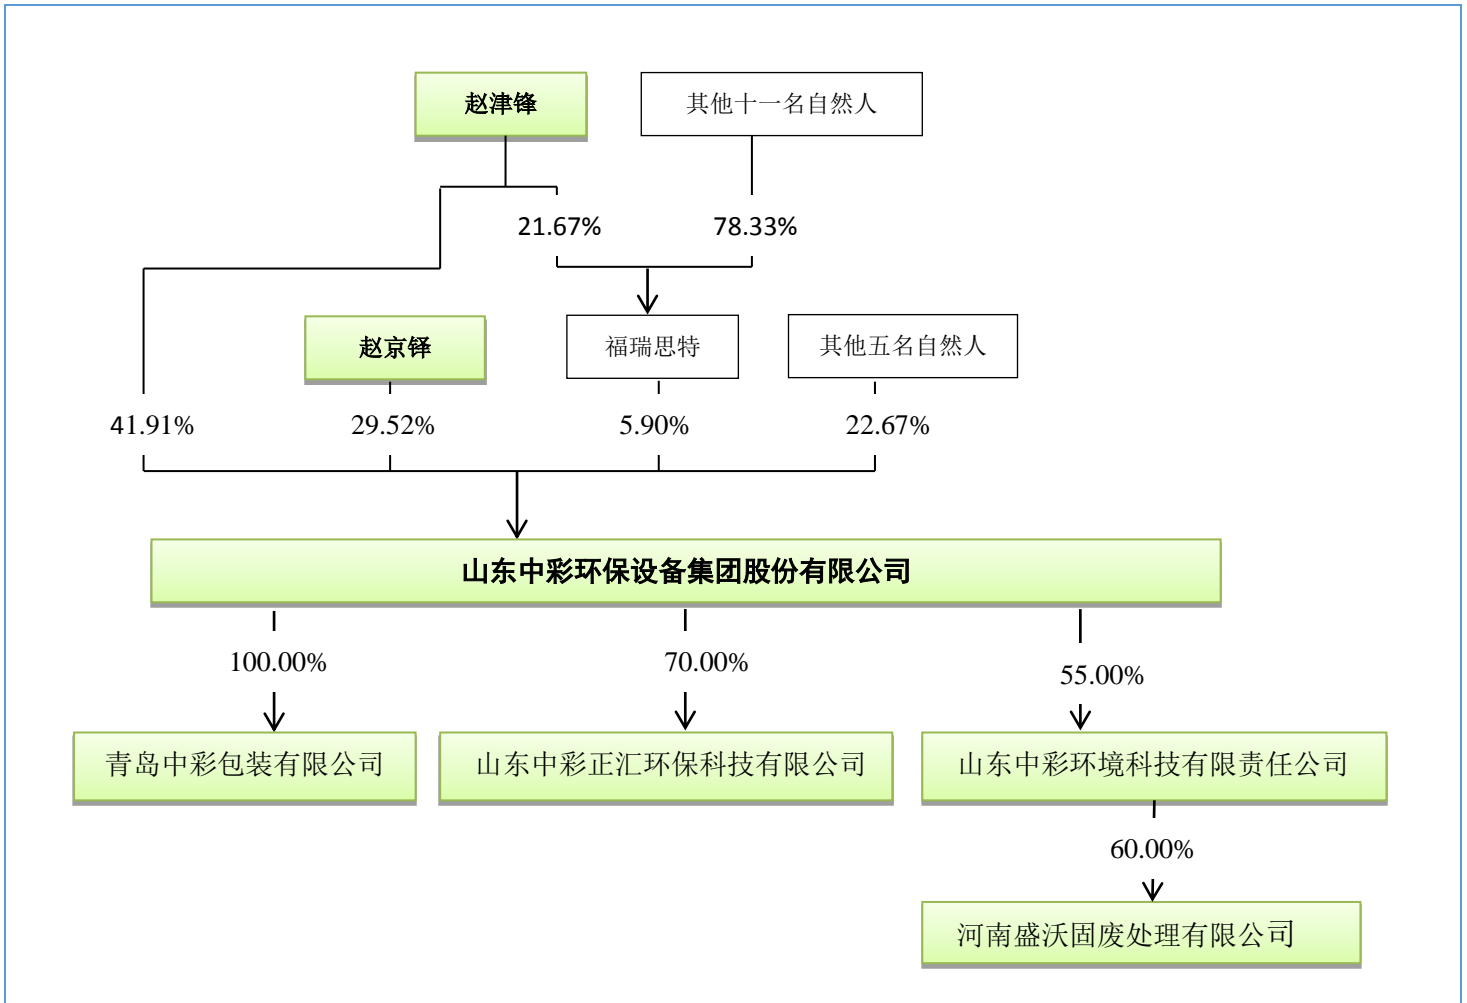 赵津锋
其他十一名自然人
21.67%
78.33%
赵京铎
福瑞思特
其他五名自然人
41.91%
29.52%
5.90%
22.67%
山东中彩环保设备集团股份有限公司
100.00%
70.00%
55.00%
青岛中彩包装有限公司
山东中彩正汇环保科技有限公司
山东中彩环境科技有限责任公司
60.00%
河南盛沃固废处理有限公司